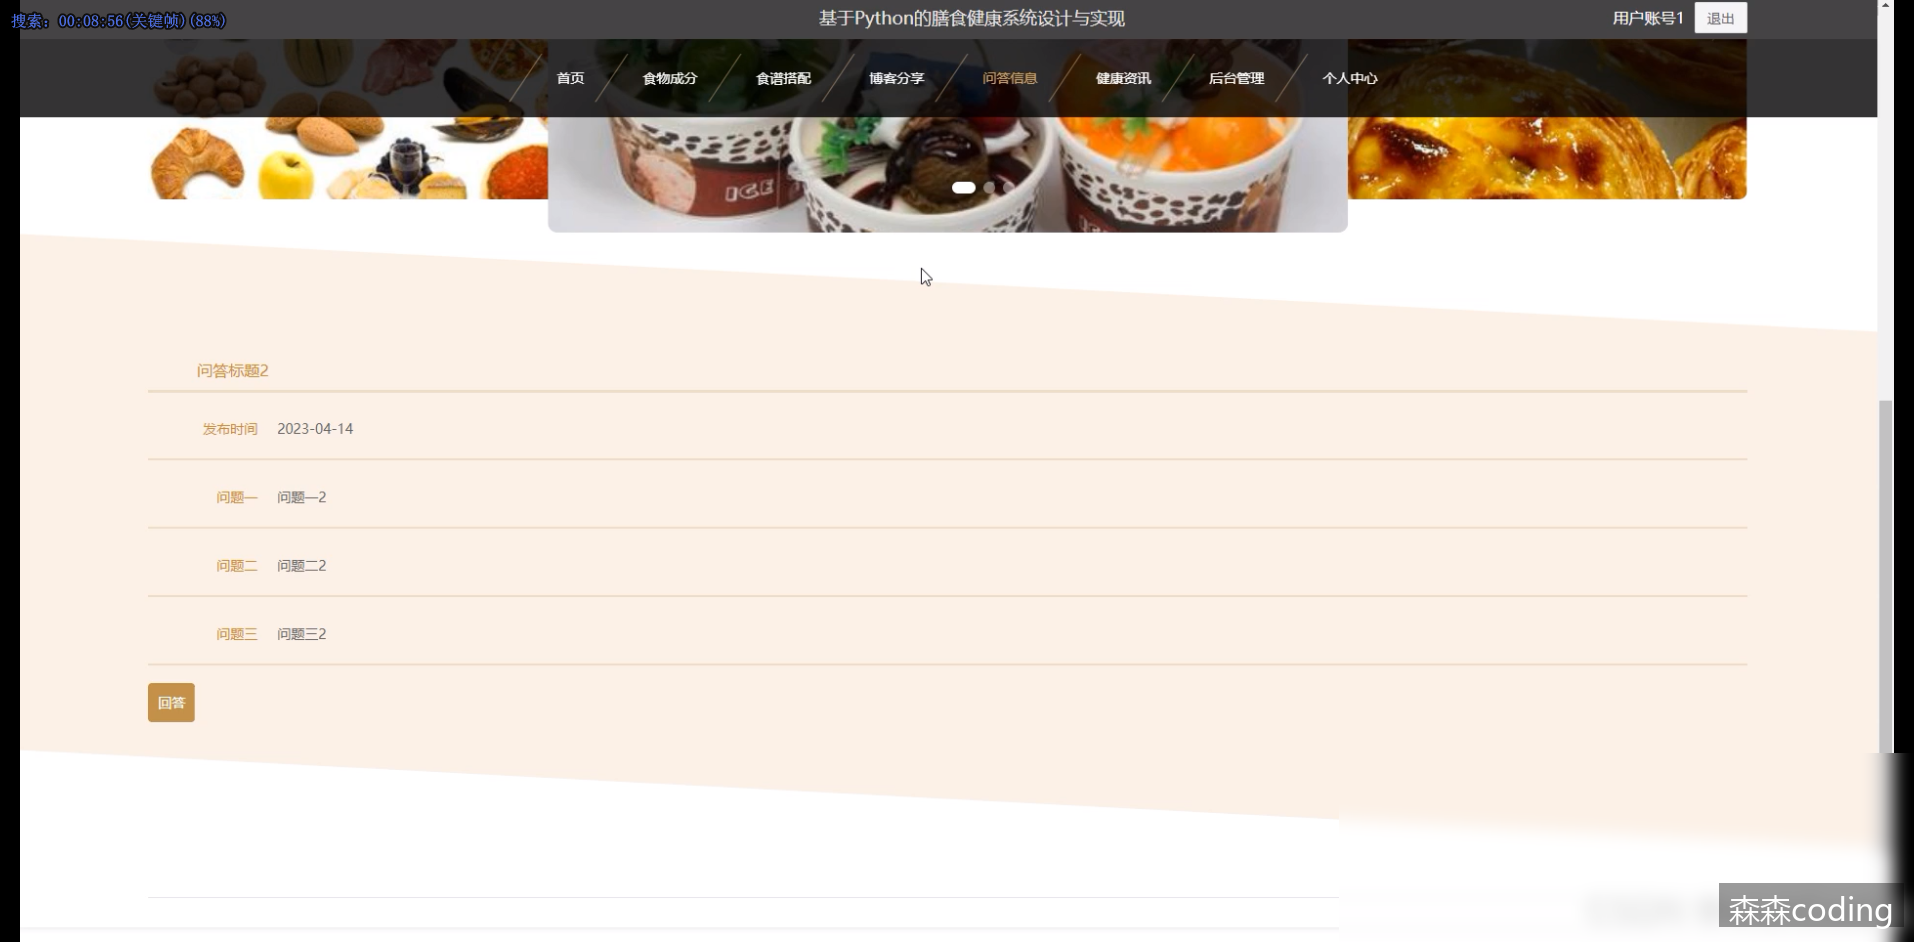 搜索: 00:08:56(关键帧)(88%)
基于Python的膳食健康系统设计与实现
用户账号1 退出
首页 食物成分 食谱搭配 博客分享 问答信息 健康资讯 后台管理 个人中心
ICE
问答标题2
发布时间 2023-04-14
问题一 问题一2
问题二 问题二2
问题三 问题三2
回答
森森coding